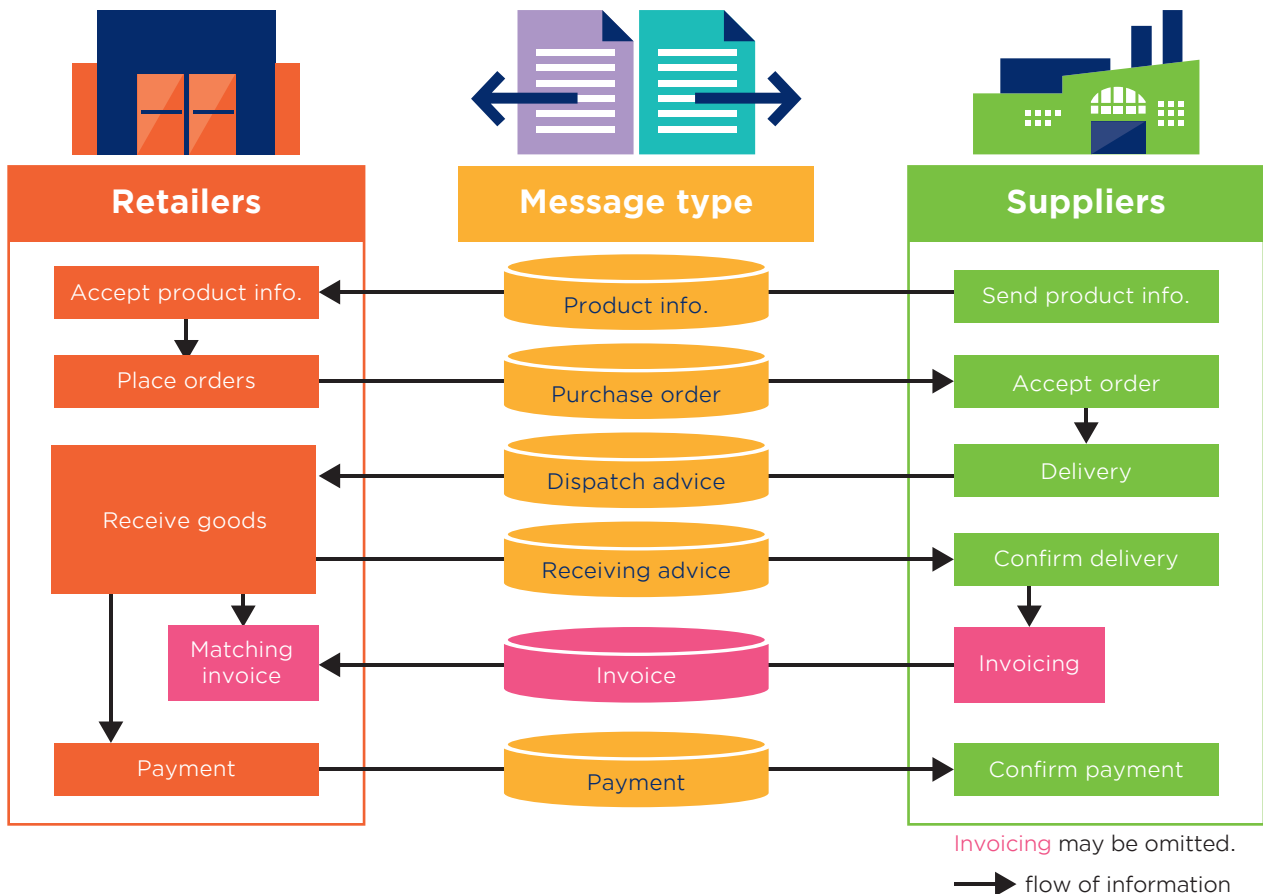 Retailers
Message type
Suppliers
Accept product info.
Product info.
Send product info.
Place orders
Purchase order
Accept order
Receive goods
Dispatch advice
Delivery
Receiving advice
Confirm delivery
Matching
invoice
Invoice
Invoicing
Payment
Payment
Confirm payment
Invoicing may be omitted.
flow of information